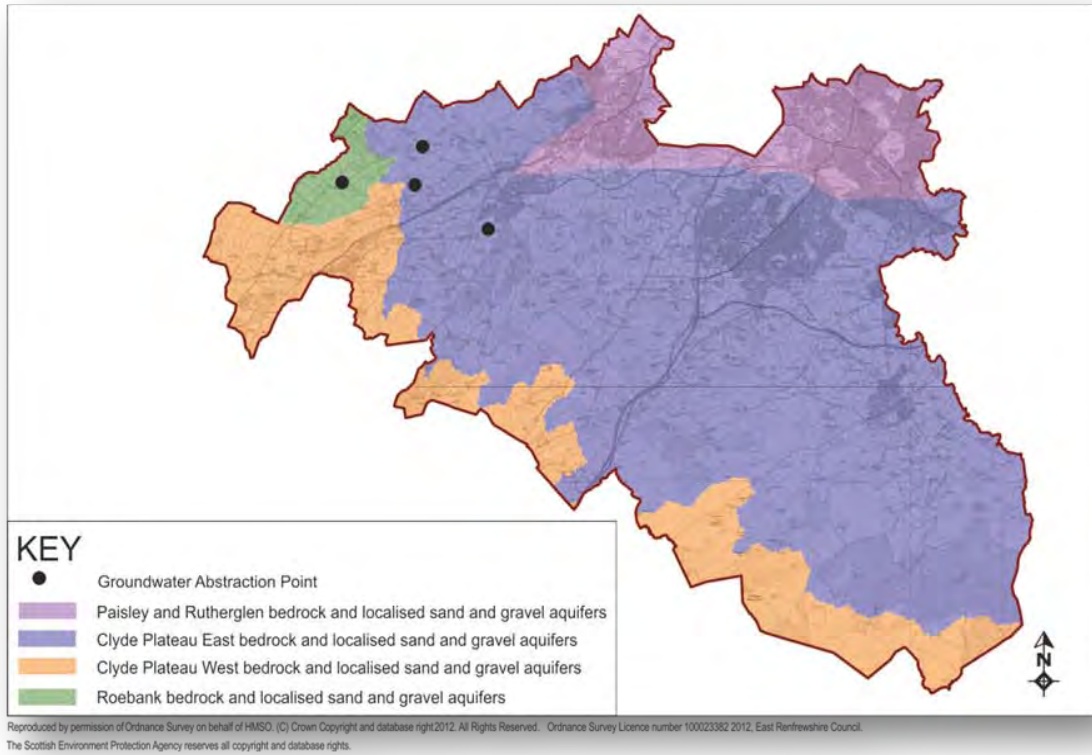 KEY
Groundwater Abstraction Point
Paisley and Rutherglen bedrock and localised sand and gravel aquifers
Clyde Plateau East bedrock and localised sand and gravel aquifers
Clyde Plateau West bedrock and localised sand and gravel aquifers
Roebank bedrock and localised sand and gravel aquifers
N
Reproduced by permission of Ordnance Survey on behalf of HMSO. (C) Crown Copyright and database right2012. All Rights Reserved. Ordnance Survey Licence number 100023382 2012, East Renfrewshire Council.
The Scottish Environment Protection Agency reserves all copyright and database rights.